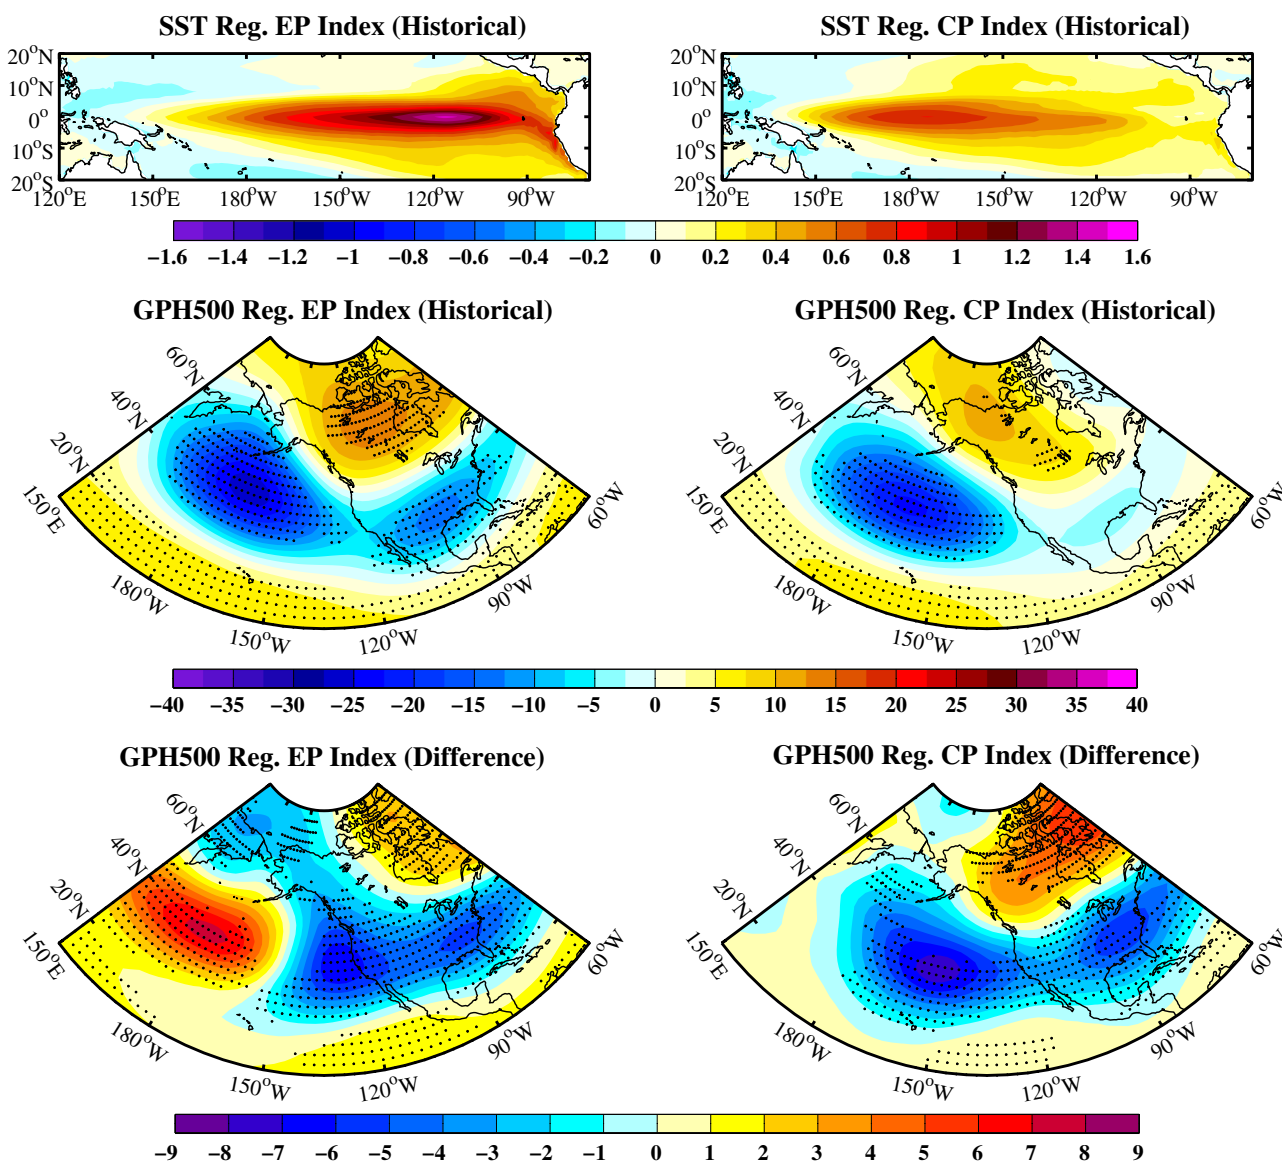 SST Reg. EP Index (Historical)
SST Reg. CP Index (Historical)
20°N
10°N
0°
10°S
20°S
120°E 150°E 180°W 150°W 120°W 90°W
20°N
10°N
0°
10°S
20°S
120°E 150°E 180°W 150°W 120°W 90°W
−1.6 −1.4 −1.2 −1 −0.8 −0.6 −0.4 −0.2 0 0.2 0.4 0.6 0.8 1 1.2 1.4 1.6
GPH500 Reg. EP Index (Historical)
GPH500 Reg. CP Index (Historical)
60°N
40°N
20°N
150°E
180°W
150°W
120°W
90°W
60°W
60°N
40°N
20°N
150°E
180°W
150°W
120°W
90°W
60°W
−40 −35 −30 −25 −20 −15 −10 −5 0 5 10 15 20 25 30 35 40
GPH500 Reg. EP Index (Difference)
GPH500 Reg. CP Index (Difference)
60°N
40°N
20°N
150°E
180°W
150°W
120°W
90°W
60°W
60°N
40°N
20°N
150°E
180°W
150°W
120°W
90°W
60°W
−9 −8 −7 −6 −5 −4 −3 −2 −1 0 1 2 3 4 5 6 7 8 9